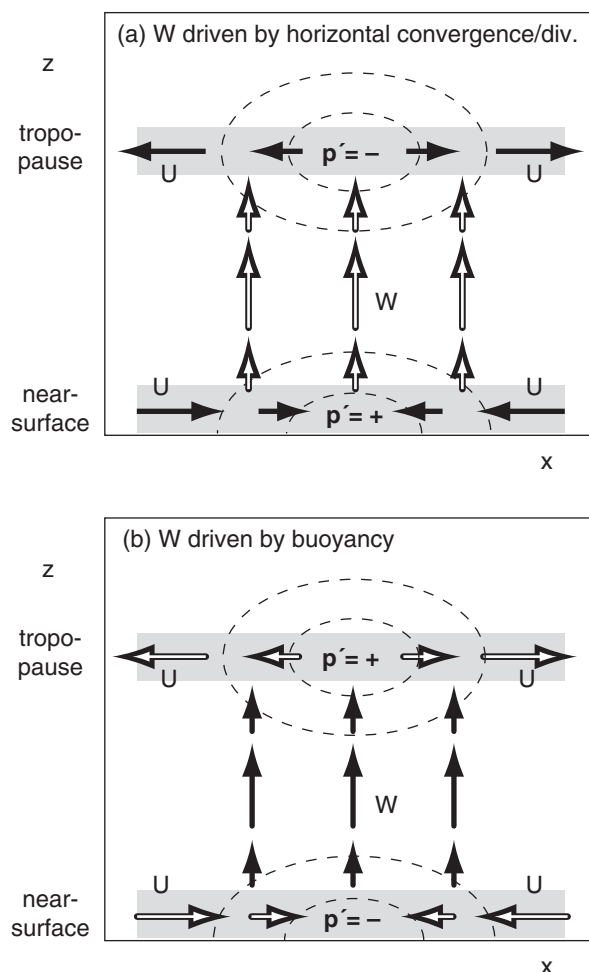 (a) W driven by horizontal convergence/div.
z
tropo-
pause
p´= –
U
U
W
U
U
near-
surface
p´= +
x
(b) W driven by buoyancy
z
tropo-
pause
p´= +
U
U
W
U
U
near-
surface
p´= –
x